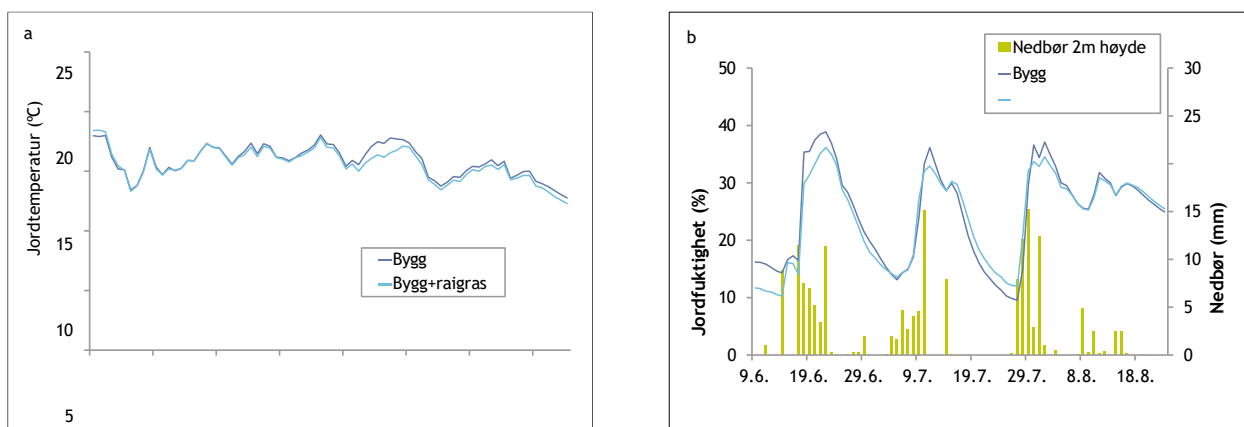 a
25
20
15
10
5
Jordtemperatur (ºC)
Bygg
Bygg+raigras
b
Nedbør 2m høyde
Bygg
50
40
30
20
10
0
Jordfuktighet (%)
30
25
20
15
10
5
0
Nedbør (mm)
9.6. 19.6. 29.6. 9.7. 19.7. 29.7. 8.8. 18.8.